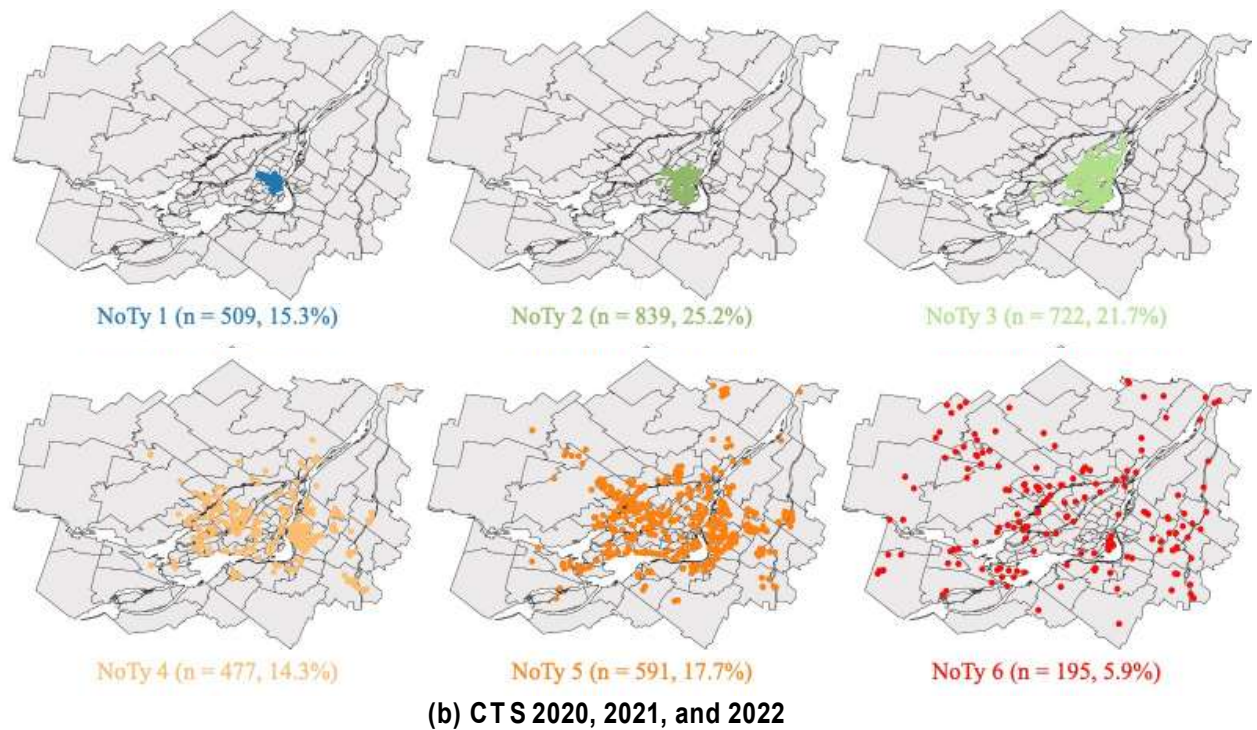 NoTy 1 (n = 509, 15.3%) NoTy 2 (n = 839, 25.2%) NoTy 3 (n = 722, 21.7%)
NoTy 4 (n = 477, 14.3%) NoTy 5 (n = 591, 17.7%) NoTy 6 (n = 195, 5.9%)
(b) CTS 2020, 2021, and 2022